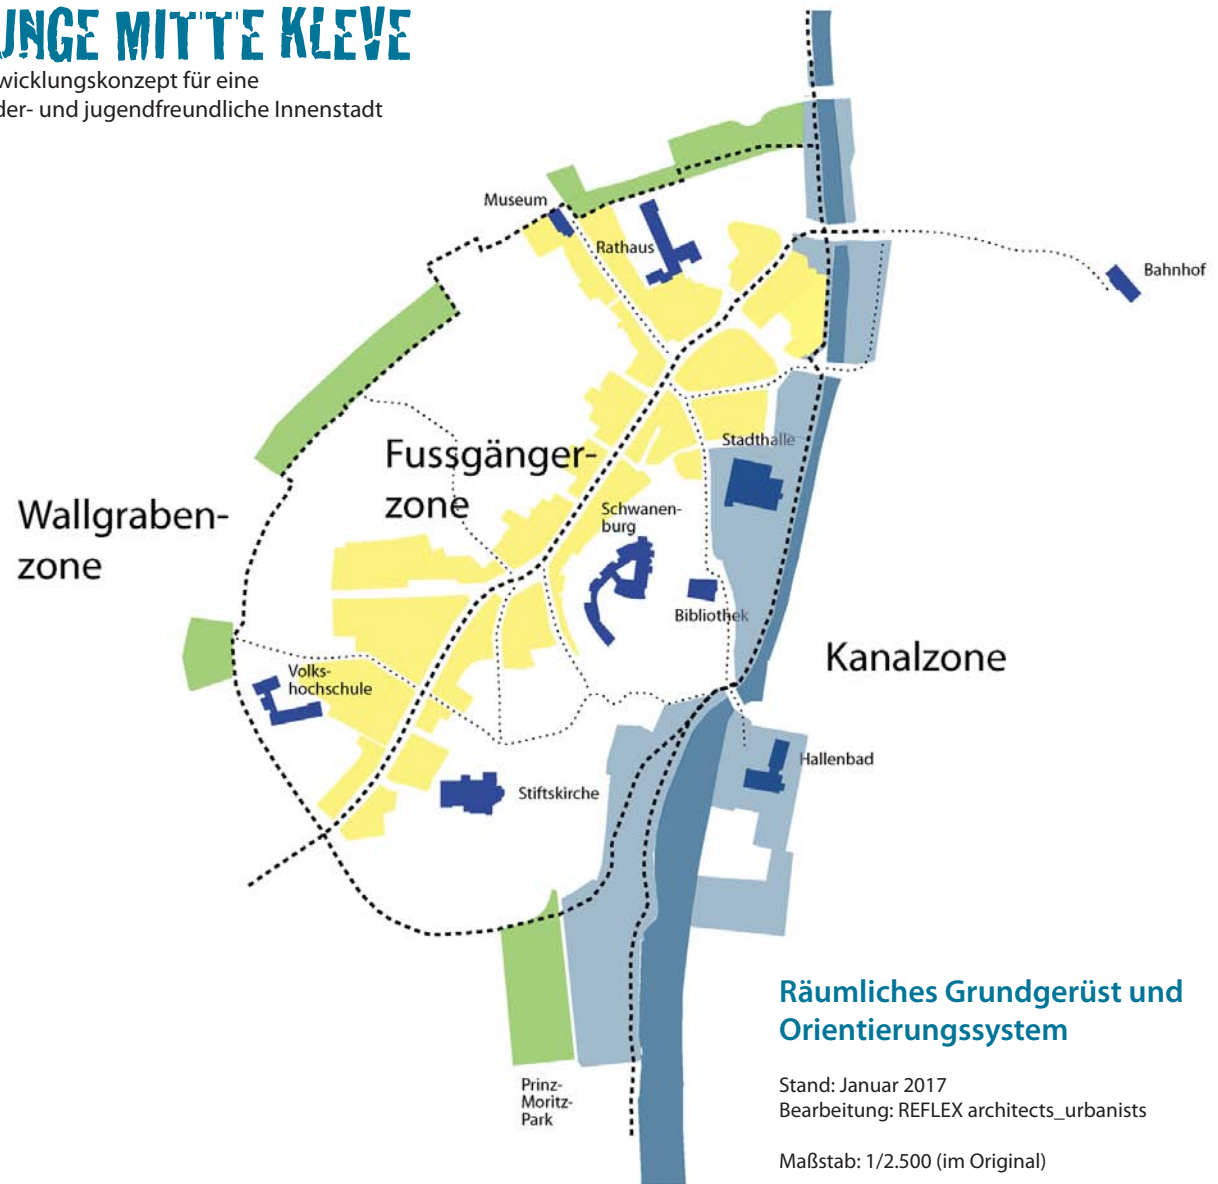 UNGE MITTE KLEVE
wicklungskonzept für eine
der- und jugendfreundliche Innenstadt
Museum
Rathaus
Bahnhof
Fussgänger-
zone
Stadthalle
Wallgraben-
zone
Schwanen-
burg
Bibliothek
Kanalzone
Volks-
hochschule
Hallenbad
Stiftskirche
Räumliches Grundgerüst und
Orientierungssystem
Prinz-
Moritz-
Park
Stand: Januar 2017
Bearbeitung: REFLEX architects_urbanists
Maßstab: 1/2.500 (im Original)